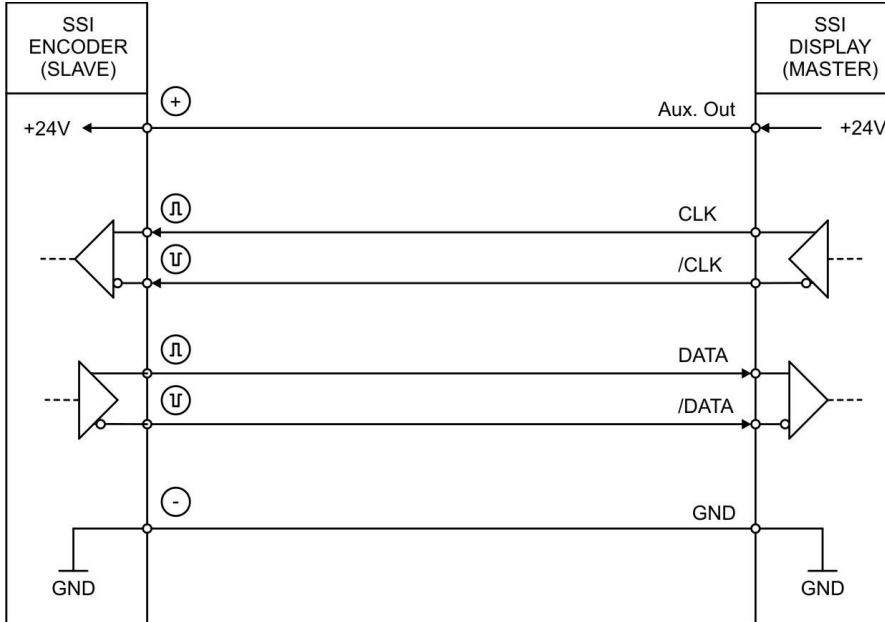 SSI
ENCODER
(SLAVE)
SSI
DISPLAY
(MASTER)
+
Aux. Out
+24V
+24V
CLK
/CLK
DATA
/DATA
-
GND
GND
GND